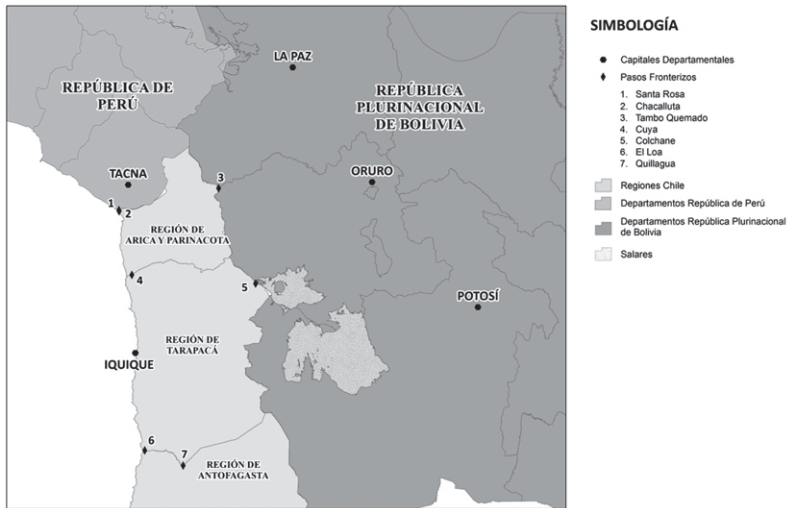 LA PAZ
REPÚBLICA DE
PERÚ
REPÚBLICA
PLURINACIONAL
DE BOLIVIA
TACNA
ORURO
3
1
2
REGIÓN DE
ARICA Y PARINACOTA
4
5
POTOSÍ
REGIÓN DE
TARAPACÁ
IQUIQUE
6
7
REGIÓN DE
ANTOFAGASTA
SIMBOLOGÍA
Capitales Departamentales
Pasos Fronterizos
1. Santa Rosa
2. Chacalluta
3. Tambo Quemado
4. Cuya
5. Colchane
6. El Loa
7. Quillagua
Regiones Chile
Departamentos República de Perú
Departamentos República Plurinacional
de Bolivia
Salares